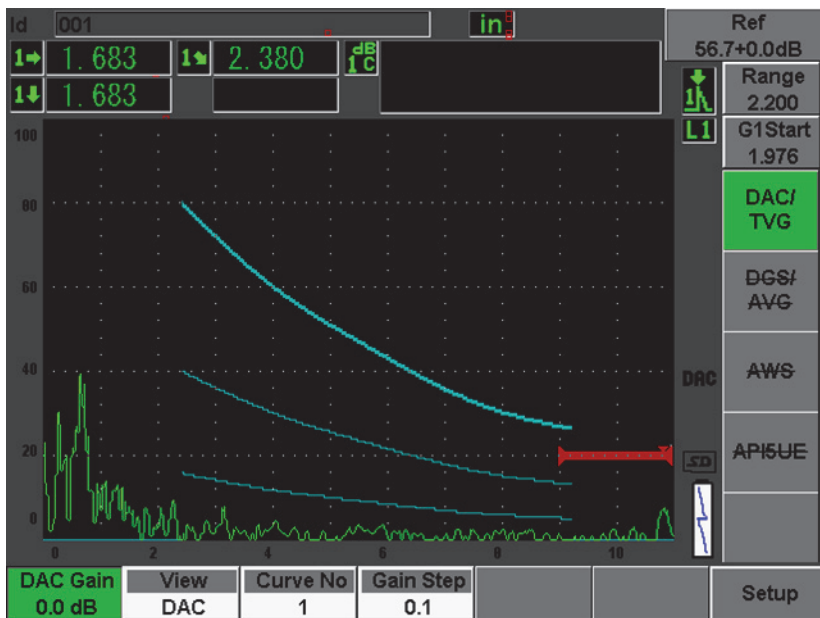 Id 001 in Ref
56.7+0.0dB
1 1.683 1 2.380 dB
1 C
Range
2.200
1 1.683
1
L1
G1Start
1.976
100
80
60
40
20
0
0 2 4 6 8 10
DAC/
TVG
DGS/
AVG
DAC
AWS
SD
API5UE
DAC Gain View Curve No Gain Step Setup
0.0 dB DAC 1 0.1